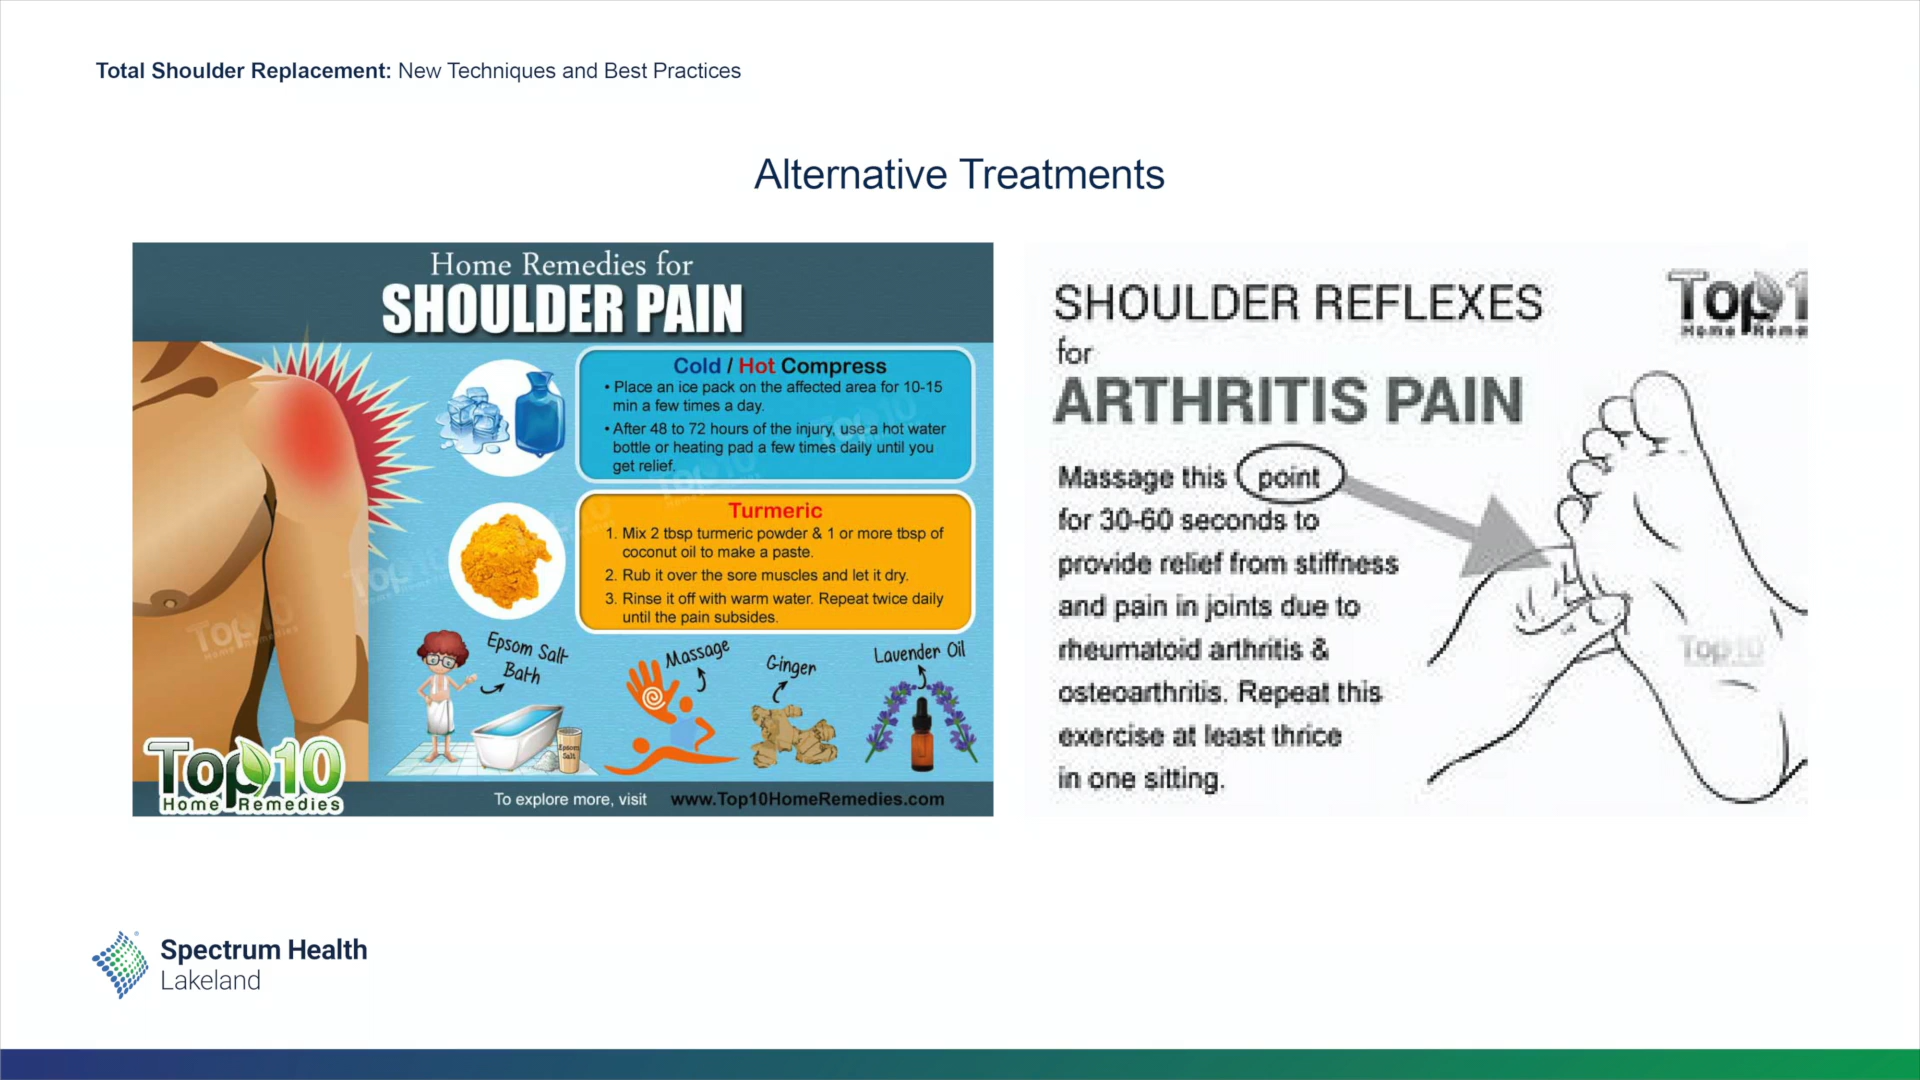 Total Shoulder Replacement: New Techniques and Best Practices
Alternative Treatments
Home Remedies for
SHOULDER PAIN
Cold / Hot Compress
• Place an ice pack on the affected area for 10-15
min a few times a day.
• After 48 to 72 hours of the injury, use a hot water
bottle or heating pad a few times daily until you
get relief.
Turmeric
1. Mix 2 tbsp turmeric powder & 1 or more tbsp of
coconut oil to make a paste.
2. Rub it over the sore muscles and let it dry.
3. Rinse it off with warm water. Repeat twice daily
until the pain subsides.
Epsom Salt
Bath
Massage
Ginger
Lavender Oil
Epsom
Salt
Top10
Home Remedies
Top10
Home Remedies
Top10
Top10
Top10
To explore more, visit www.Top10HomeRemedies.com
SHOULDER REFLEXES
for
ARTHRITIS PAIN
Top1
Home Reme
Massage this point
for 30-60 seconds to
provide relief from stiffness
and pain in joints due to
rheumatoid arthritis &
osteoarthritis. Repeat this
exercise at least thrice
in one sitting.
Top10
Spectrum Health
Lakeland